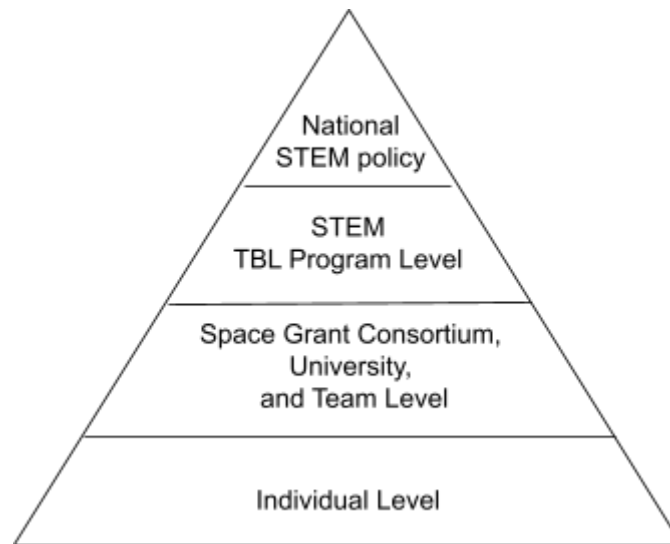 National
STEM policy
STEM
TBL Program Level
Space Grant Consortium,
University,
and Team Level
Individual Level